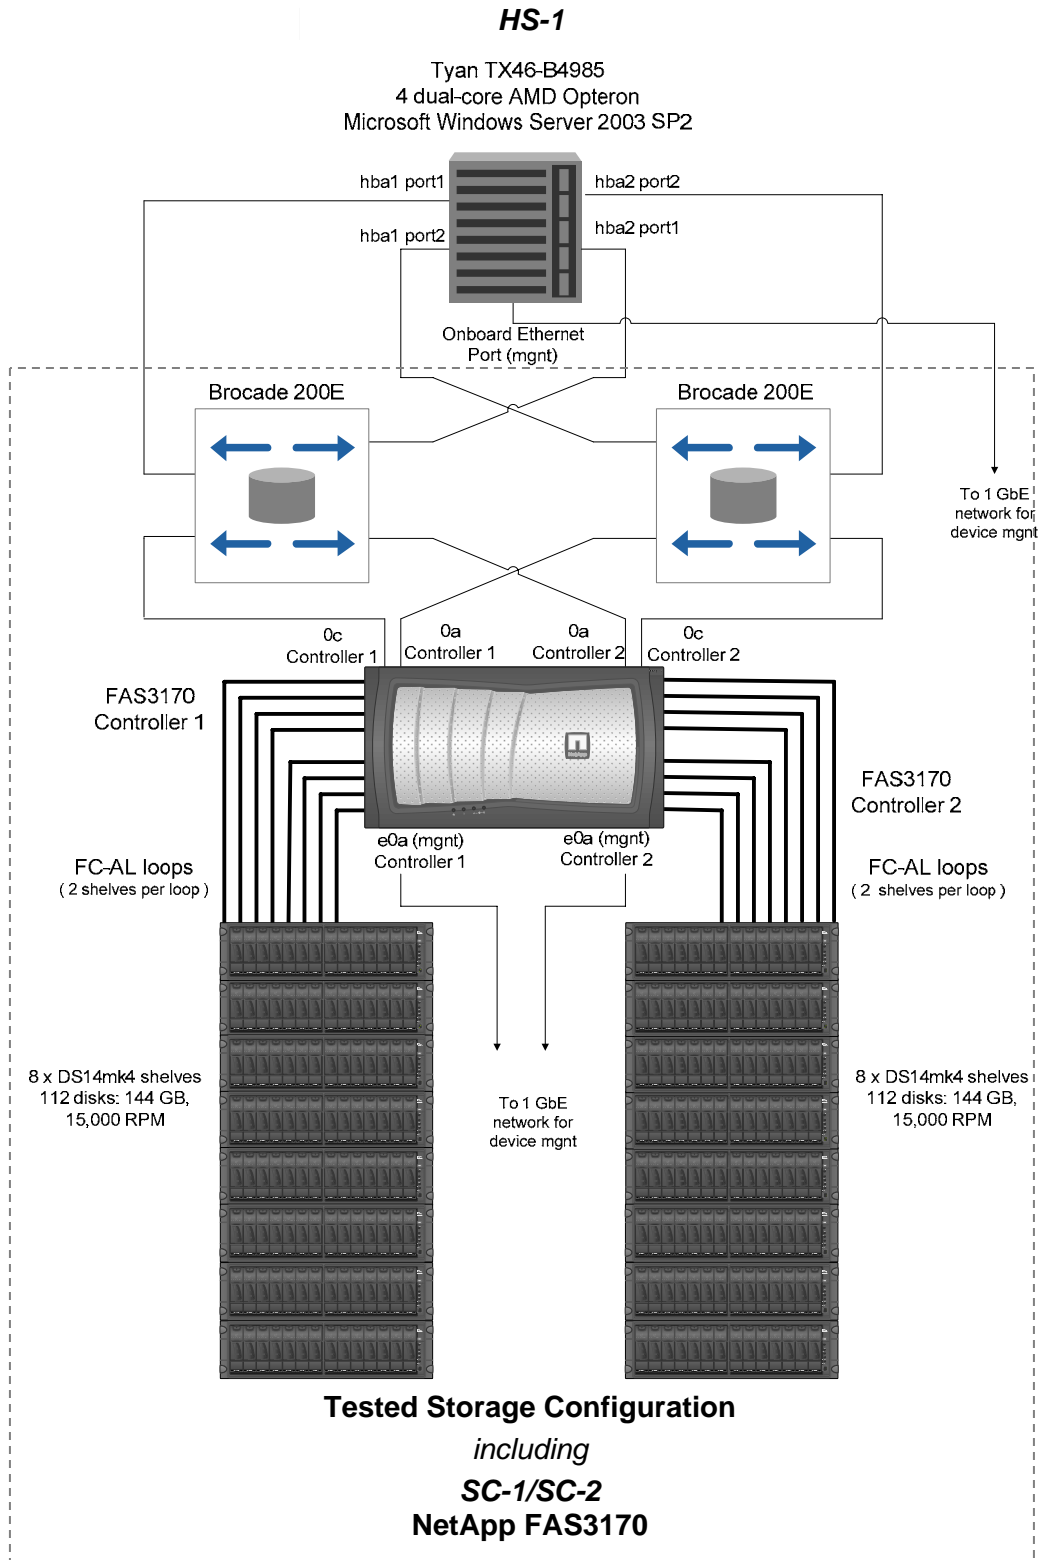 HS-1
Tyan TX46-B4985
4 dual-core AMD Opteron
Microsoft Windows Server 2003 SP2
hba1 port1
hba2 port2
hba1 port2
hba2 port1
Onboard Ethernet
Port (mgnt)
Brocade 200E
Brocade 200E
To 1 GbE
network for
device mgnt
0c
Controller 1
0a
Controller 1
0a
Controller 2
0c
Controller 2
FAS3170
Controller 1
FAS3170
Controller 2
e0a (mgnt)
Controller 1
e0a (mgnt)
Controller 2
FC-AL loops
( 2 shelves per loop )
FC-AL loops
( 2 shelves per loop )
8 x DS14mk4 shelves
112 disks: 144 GB,
15,000 RPM
To 1 GbE
network for
device mgnt
8 x DS14mk4 shelves
112 disks: 144 GB,
15,000 RPM
Tested Storage Configuration
including
SC-1/SC-2
NetApp FAS3170